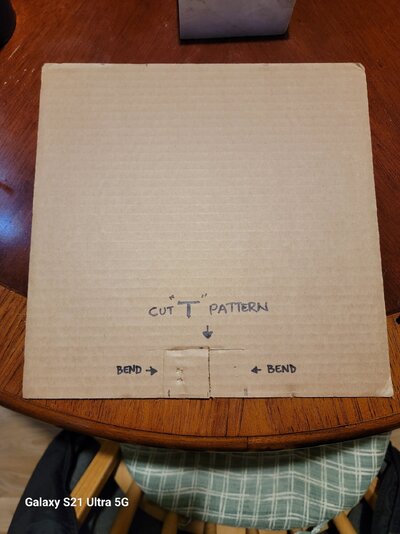 CUT "T" PATTERN
BEND → ← BEND
Galaxy S21 Ultra 5G